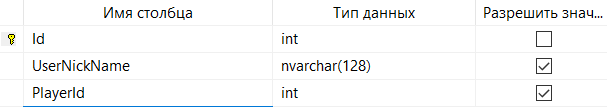 Имя столбца Тип данных Разрешить знач...
Id int
UserNickName nvarchar(128)
PlayerId int